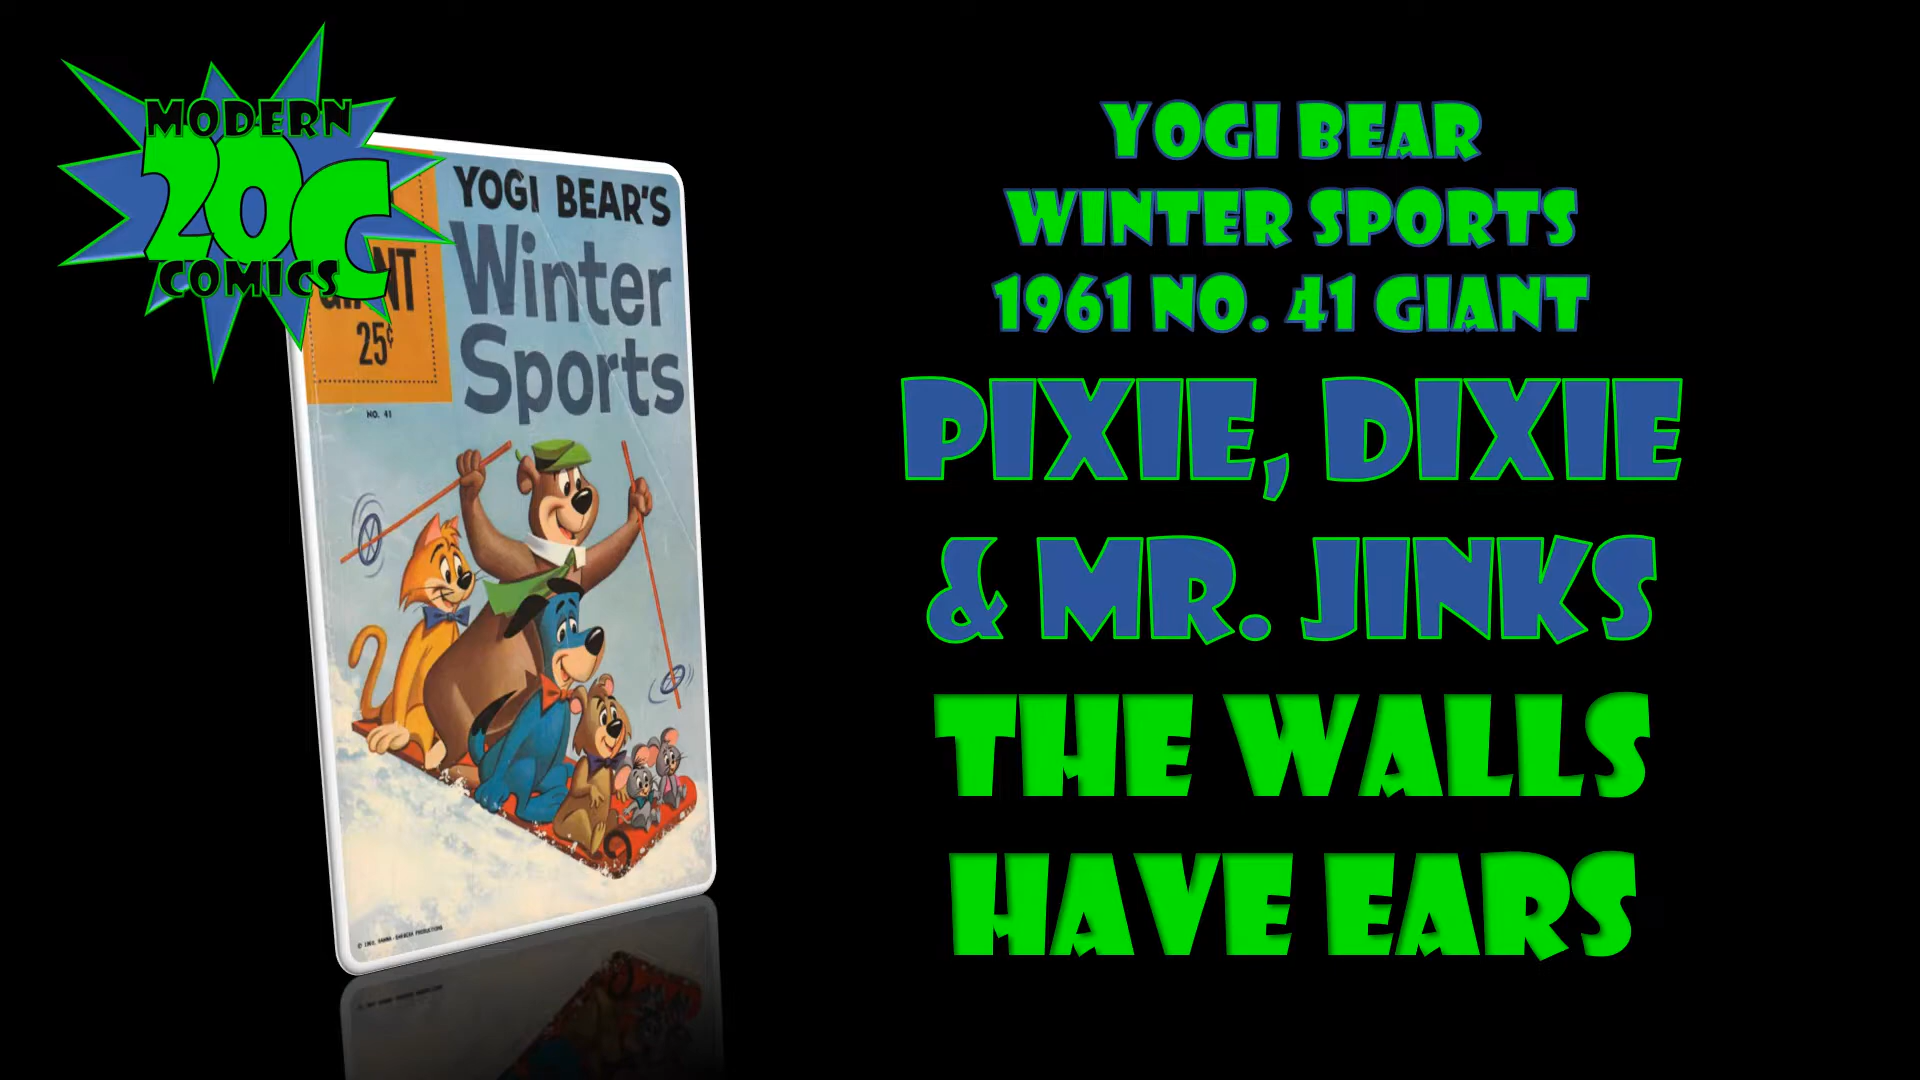 MODERN
20C
COMICS
YOGI BEAR'S
Winter
Sports
25¢
NO. 41
YOGI BEAR
WINTER SPORTS
1961 NO. 41 GIANT
PIXIE, DIXIE
& MR. JINKS
THE WALLS
HAVE EARS